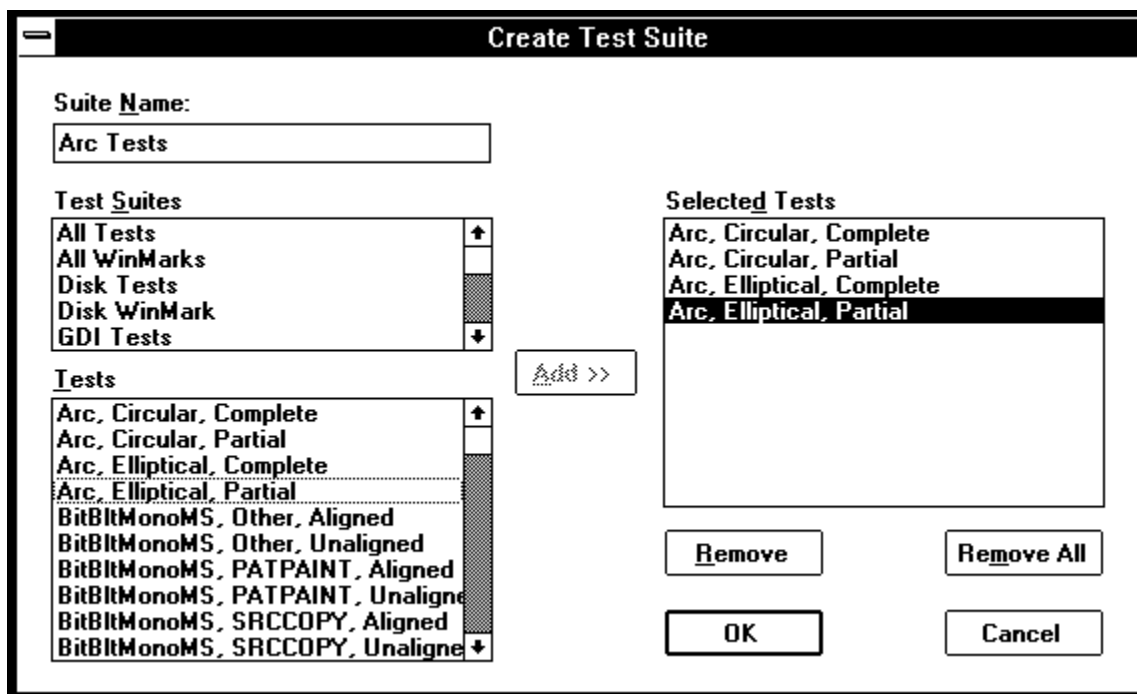 Create Test Suite
Suite Name:
Arc Tests
Test Suites
All Tests
All WinMarks
Disk Tests
Disk WinMark
GDI Tests
Tests
Arc, Circular, Complete
Arc, Circular, Partial
Arc, Elliptical, Complete
Arc, Elliptical, Partial
BitBltMonoMS, Other, Aligned
BitBltMonoMS, Other, Unaligned
BitBltMonoMS, PATPAINT, Aligned
BitBltMonoMS, PATPAINT, Unaligne
BitBltMonoMS, SRCCOPY, Aligned
BitBltMonoMS, SRCCOPY, Unaligne
Add >>
Selected Tests
Arc, Circular, Complete
Arc, Circular, Partial
Arc, Elliptical, Complete
Arc, Elliptical, Partial
Remove
Remove All
OK
Cancel